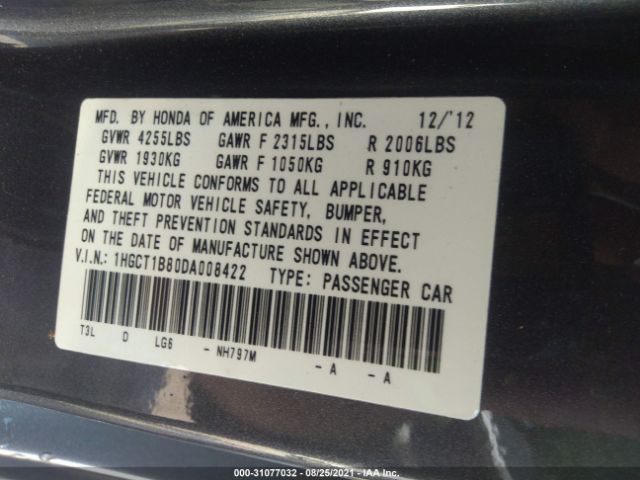 MFD. BY HONDA OF AMERICA MFG., INC. 12/'12
GVWR 4255LBS GAWR F 2315LBS R 2006LBS
GVWR 1930KG GAWR F 1050KG R 910KG
THIS VEHICLE CONFORMS TO ALL APPLICABLE
FEDERAL MOTOR VEHICLE SAFETY, BUMPER,
AND THEFT PREVENTION STANDARDS IN EFFECT
ON THE DATE OF MANUFACTURE SHOWN ABOVE.
V.I.N.: 1HGCT1B80DA008422 TYPE: PASSENGER CAR
T3L D LG6 - NH797M - A - A
000-31077032 - 08/25/2021 - IAA Inc.